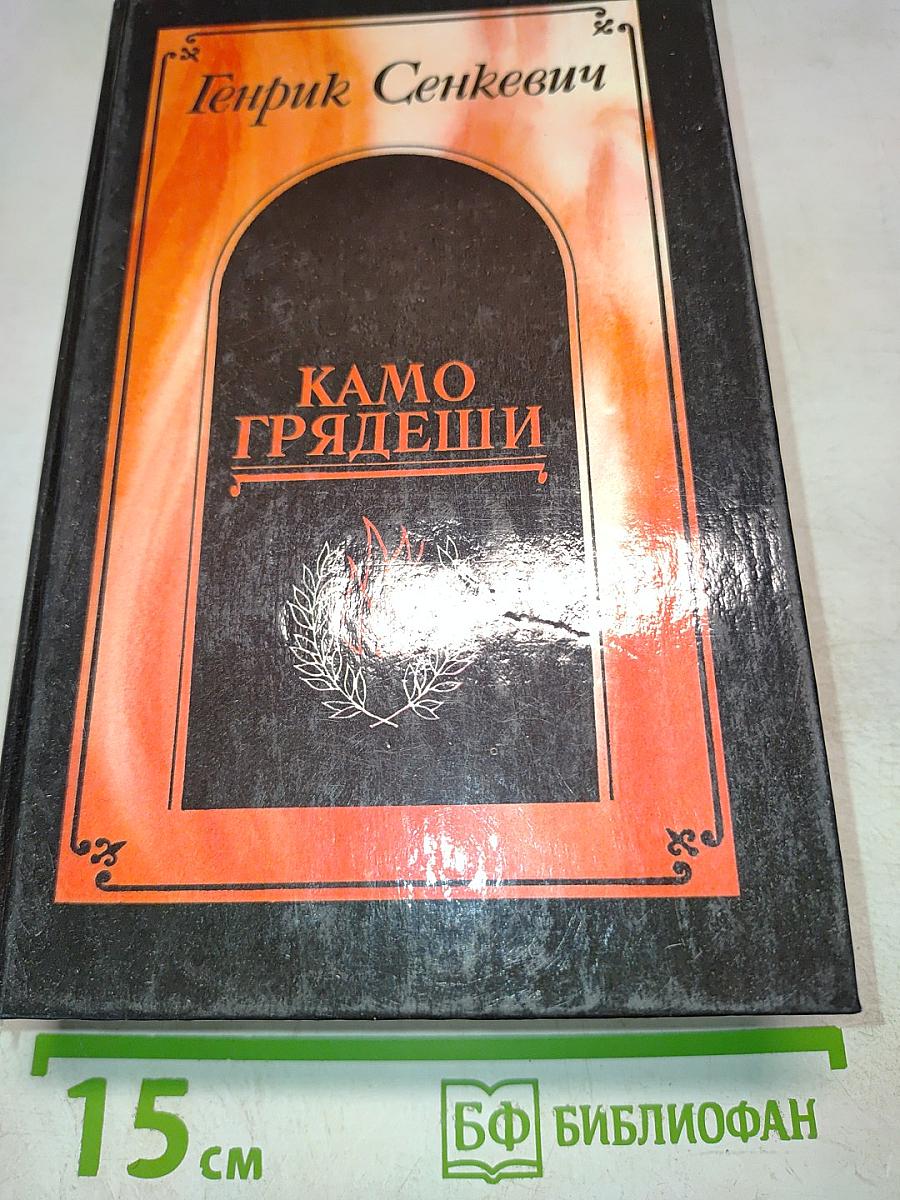 Генрик Сенкевич
КАМО
ГРЯДЕШИ
15 см
БФ БИБЛИОФАН